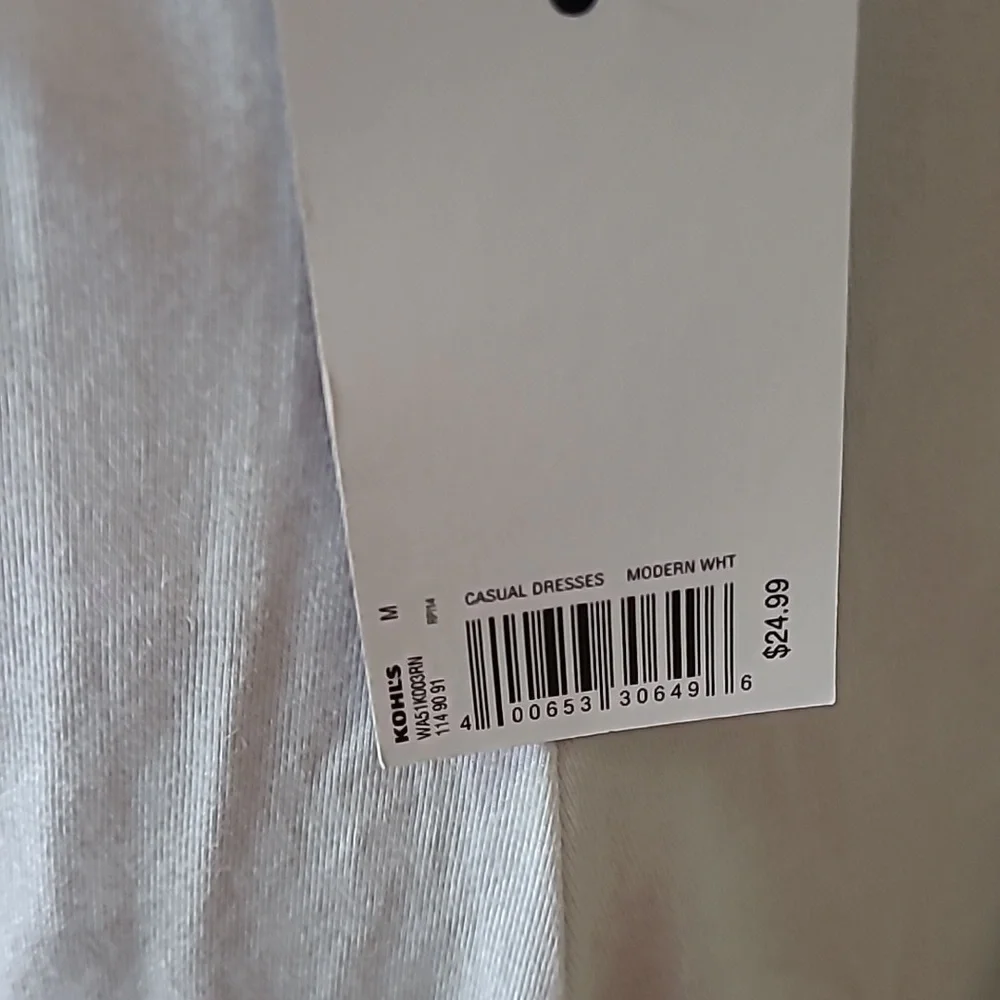 CASUAL DRESSES MODERN WHT
4 00653 30649 6
$24.99
M
KOHL'S
WA51K003RN
114 90 91